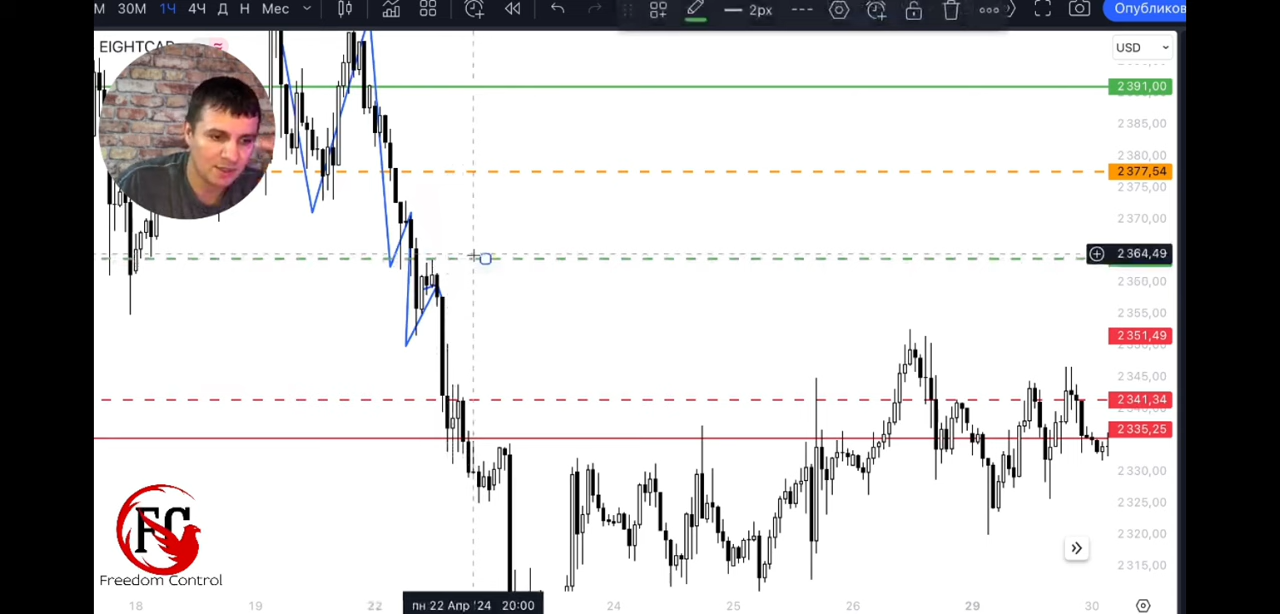 М 30М 1Ч 4Ч Д Н Мес 2px Опубликов
EIGHTCAP
USD
2 391,00
2 385,00
2 380,00
2 377,54
2 375,00
2 370,00
2 364,49
2 360,00
2 355,00
2 351,49
2 345,00
2 341,34
2 335,25
2 330,00
2 325,00
2 320,00
2 315,00
FC
Freedom Control
18 19 22 пн 22 Апр '24 20:00 24 25 26 29 30